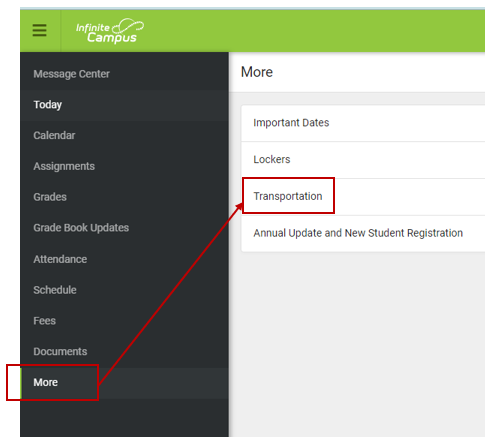 Infinite
Campus
Message Center
Today
Calendar
Assignments
Grades
Grade Book Updates
Attendance
Schedule
Fees
Documents
More
More
Important Dates
Lockers
Transportation
Annual Update and New Student Registration